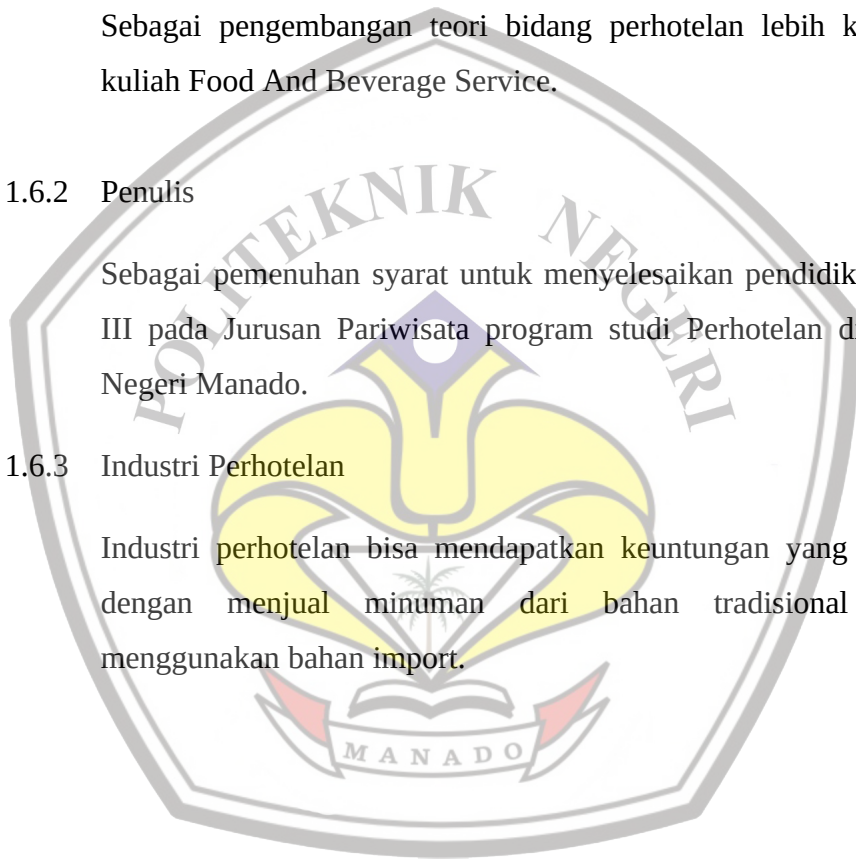 Sebagai pengembangan teori bidang perhotelan lebih k
kuliah Food And Beverage Service.
1.6.2 Penulis
Sebagai pemenuhan syarat untuk menyelesaikan pendidik
III pada Jurusan Pariwisata program studi Perhotelan di
Negeri Manado.
1.6.3 Industri Perhotelan
Industri perhotelan bisa mendapatkan keuntungan yang
dengan menjual minuman dari bahan tradisional
menggunakan bahan import.
POLITEKNIK NEGERI
MANADO